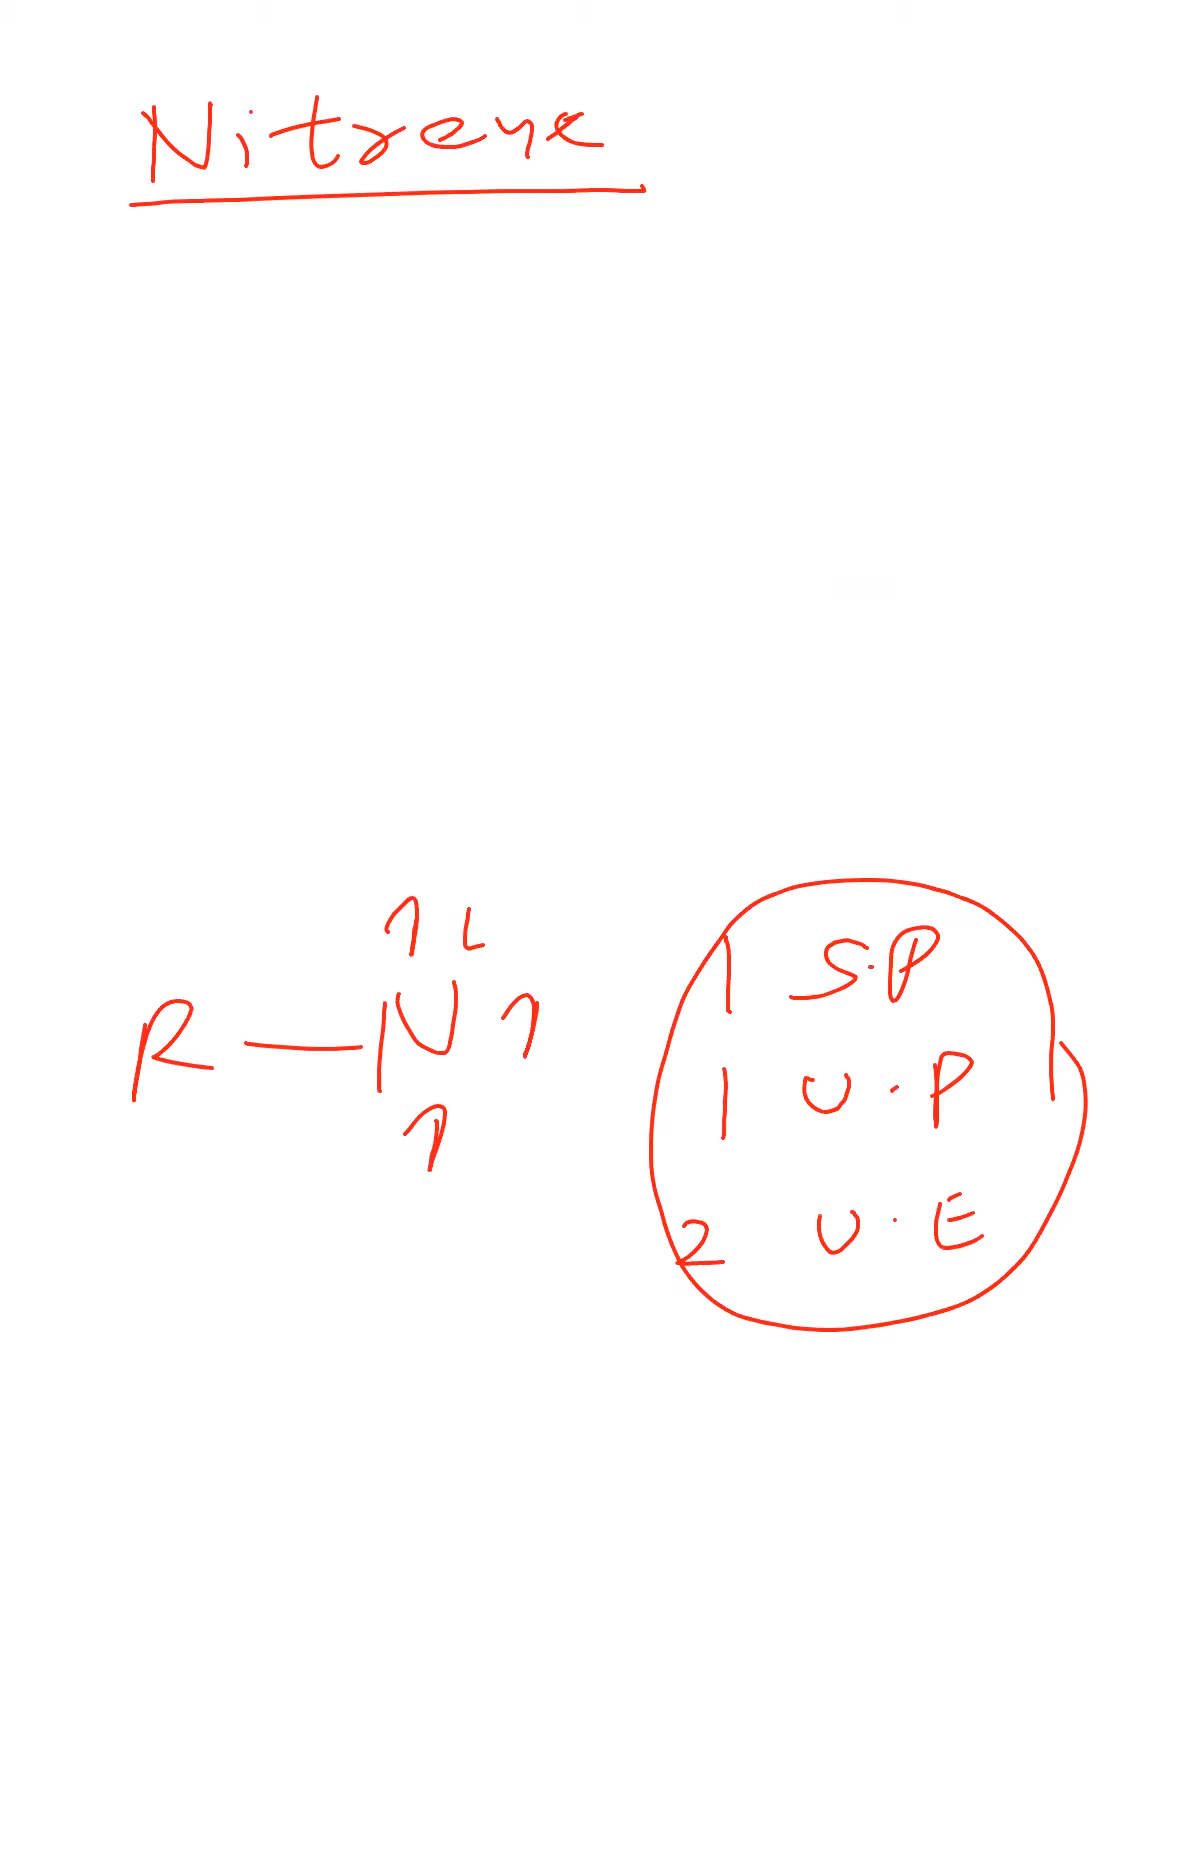 Nitrene
↑↓
R — N ↑
↑
1 S.P
1 U.P
2 U.E